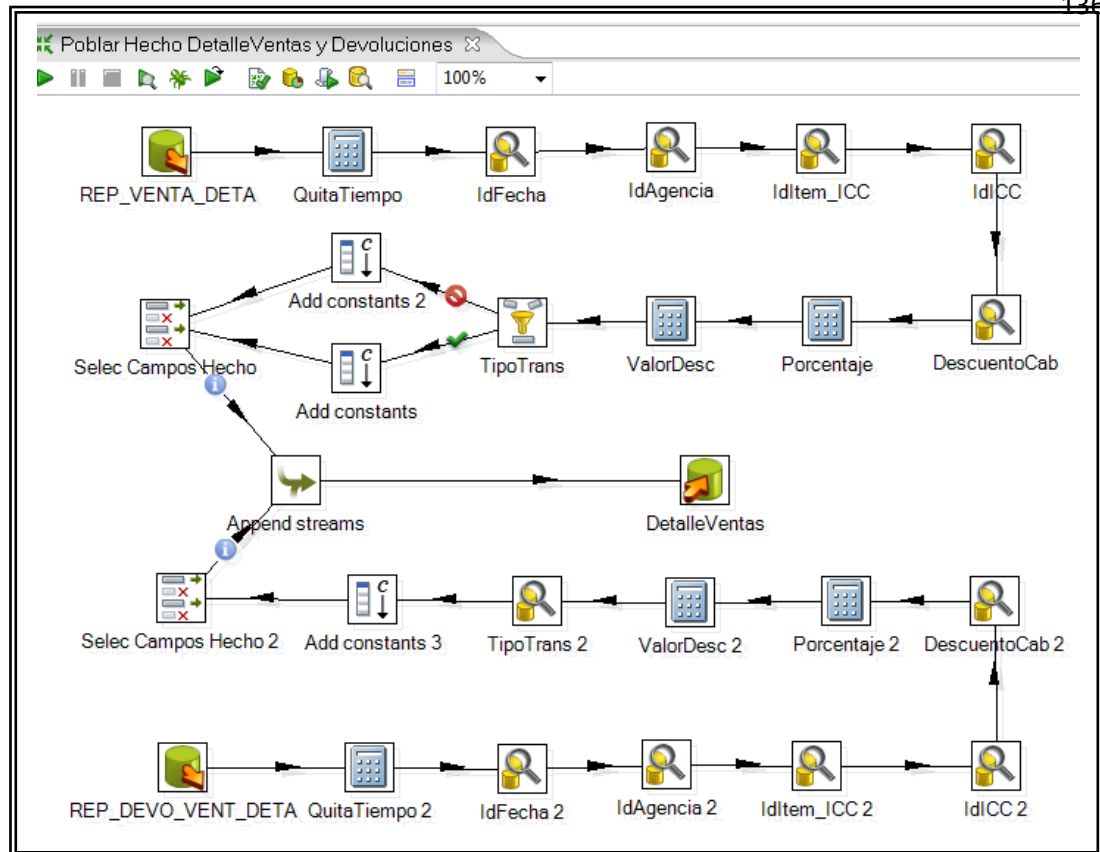 136
Poblar Hecho DetalleVentas y Devoluciones
100%
REP_VENTA_DETA QuitaTiempo IdFecha IdAgencia IdItem_ICC IdICC
Add constants 2
Selec Campos Hecho TipoTrans ValorDesc Porcentaje DescuentoCab
Add constants
Append streams DetalleVentas
Selec Campos Hecho 2 Add constants 3 TipoTrans 2 ValorDesc 2 Porcentaje 2 DescuentoCab 2
REP_DEVO_VENT_DETA QuitaTiempo 2 IdFecha 2 IdAgencia 2 IdItem_ICC 2 IdICC 2